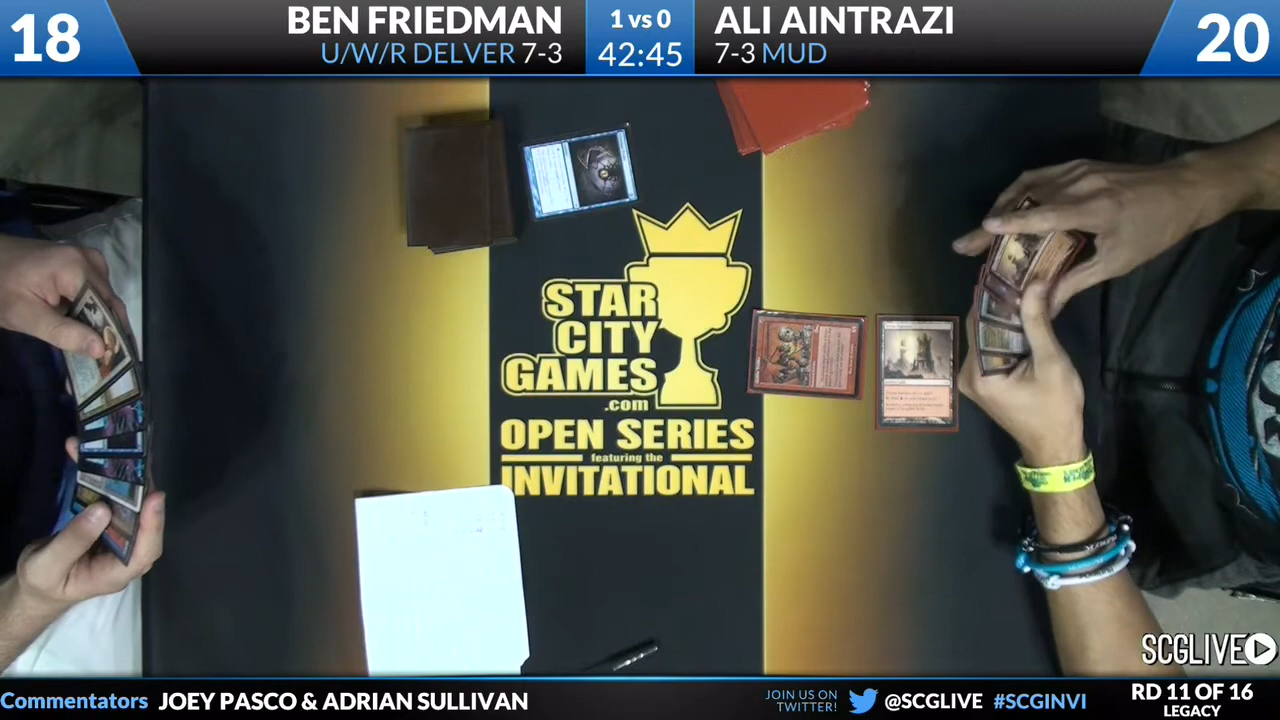 18
BEN FRIEDMAN
U/W/R DELVER 7-3
1 vs 0
42:45
ALI AINTRAZI
7-3 MUD
20
STAR
CITY
GAMES
.com
OPEN SERIES
featuring the
INVITATIONAL
SCGLIVE
Commentators JOEY PASCO & ADRIAN SULLIVAN
JOIN US ON
TWITTER!
@SCGLIVE #SCGINVI
RD 11 OF 16
LEGACY